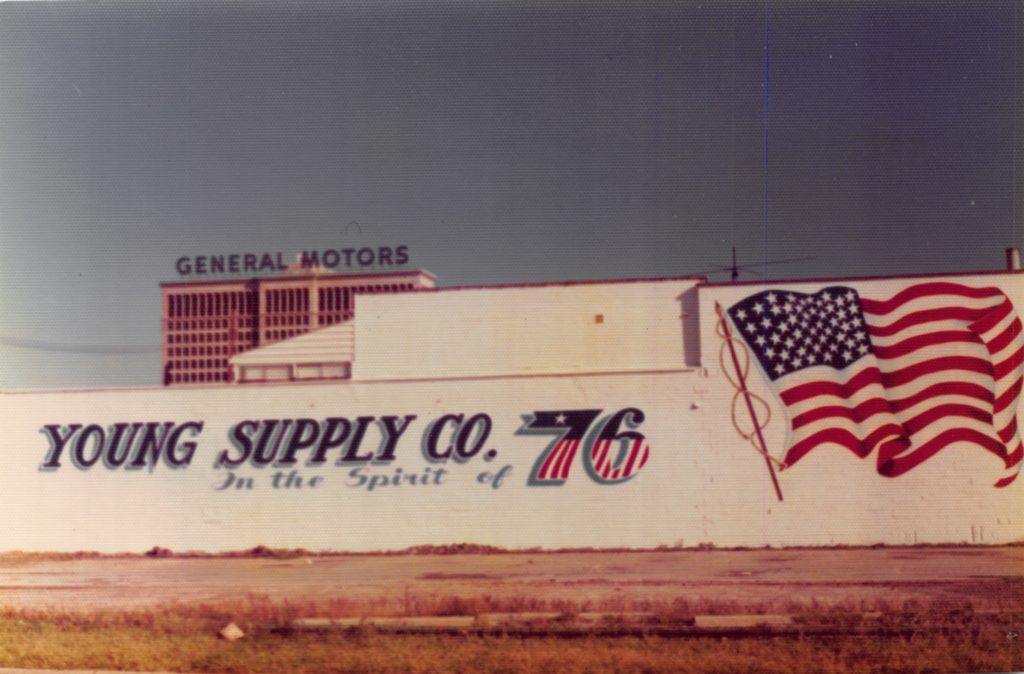 GENERAL MOTORS
YOUNG SUPPLY CO. 76
In the Spirit of